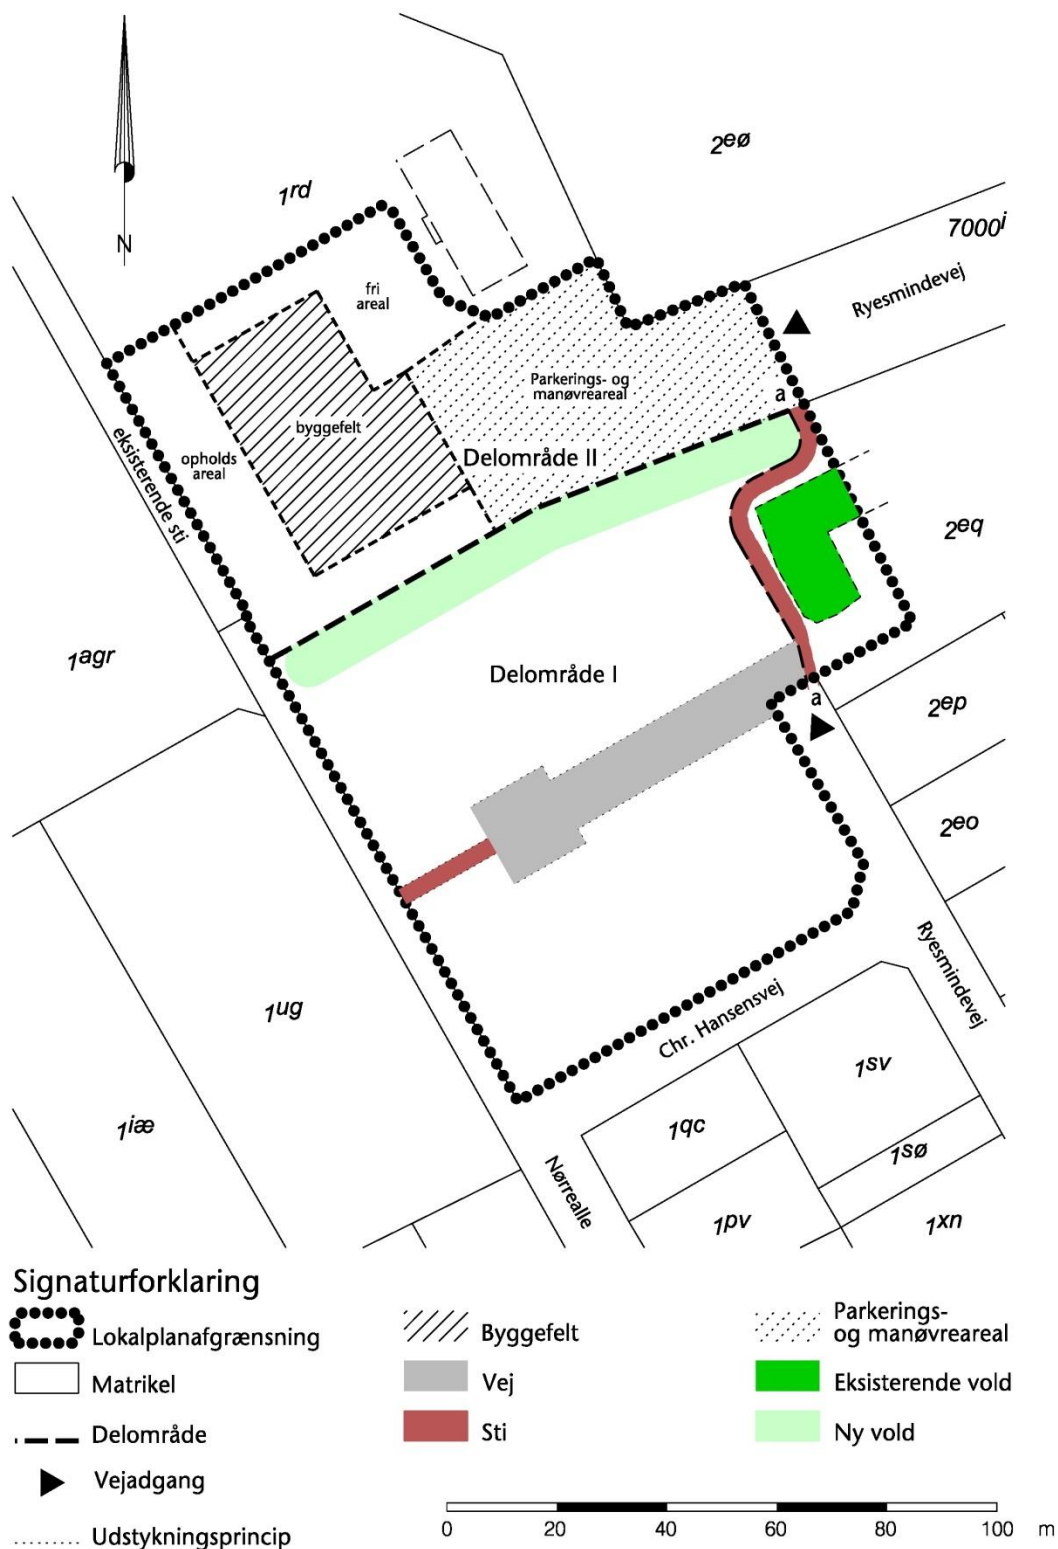 2eø
1rd
7000i
N
Ryesmindevej
fri
areal
Parkerings- og
manøvreareal
a
byggefelt
eksisterende sti
opholds
areal
Delområde II
2eq
1agr
Delområde I
a
2ep
2eo
1ug
Ryesmindevej
Chr. Hansensvej
1sv
1iæ
1qc
1sø
Nørrealle
1pv
1xn
Signaturforklaring
Lokalplanafgrænsning
Matrikel
Delområde
Vejadgang
Udstykningsprincip
Byggefelt
Vej
Sti
Parkerings-
og manøvreareal
Eksisterende vold
Ny vold
0 20 40 60 80 100 m